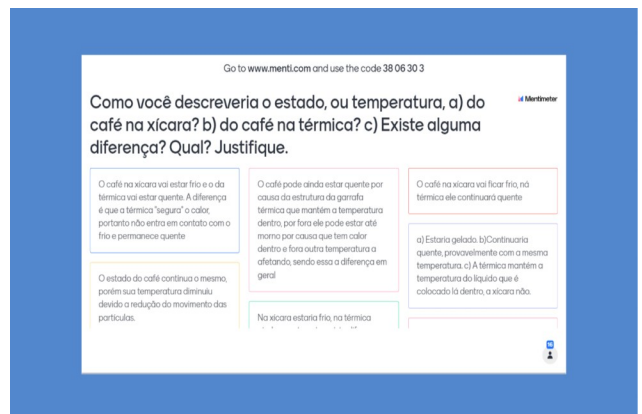 Go to www.menti.com and use the code 38 06 30 3
Como você descreveria o estado, ou temperatura, a) do
café na xícara? b) do café na térmica? c) Existe alguma
diferença? Qual? Justifique.
Mentimeter
O café na xícara vai estar frio e o da
térmica vai estar quente. A diferença
é que a térmica "segura" o calor,
portanto não entra em contato com o
frio e permanece quente
O estado do café continua o mesmo,
porém sua temperatura diminuiu
devido a redução do movimento das
partículas.
O café pode ainda estar quente por
causa da estrutura da garrafa
térmica que mantém a temperatura
dentro, por fora ele pode estar até
morno por causa que tem calor
dentro e fora outra temperatura a
afetando, sendo essa a diferença em
geral
Na xicara estaria frio, na térmica
O café na xícara vai ficar frio, ná
térmica ele continuará quente
a) Estaria gelado. b)Continuaria
quente, provavelmente com a mesma
temperatura. c) A térmica mantém a
temperatura do líquido que é
colocado lá dentro, a xícara não.
16